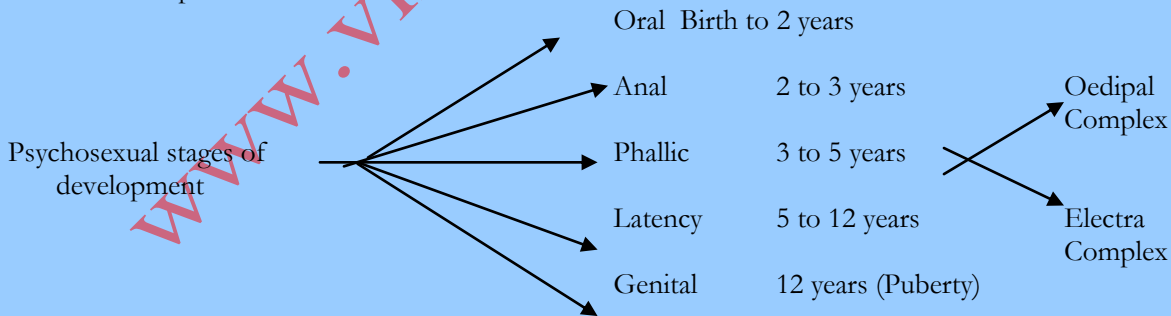 Oral Birth to 2 years
Anal 2 to 3 years
Oedipal
Complex
Psychosexual stages of
development
Phallic 3 to 5 years
Latency 5 to 12 years
Electra
Complex
Genital 12 years (Puberty)
www.